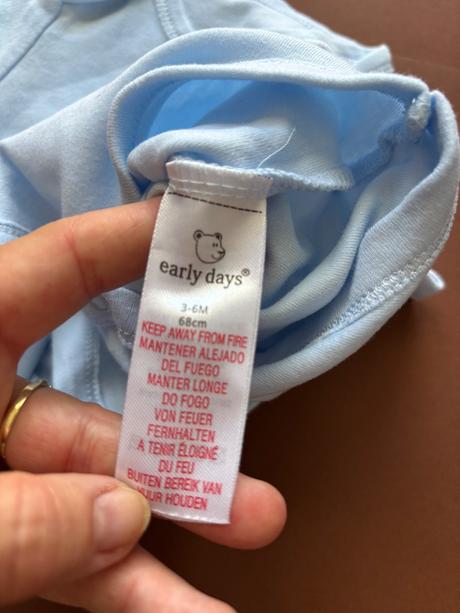 early days®
3-6M
68cm
KEEP AWAY FROM FIRE
MANTENER ALEJADO
DEL FUEGO
MANTER LONGE
DO FOGO
VON FEUER
FERNHALTEN
A TENIR ÉLOIGNÉ
DU FEU
BUITEN BEREIK VAN
VUUR HOUDEN